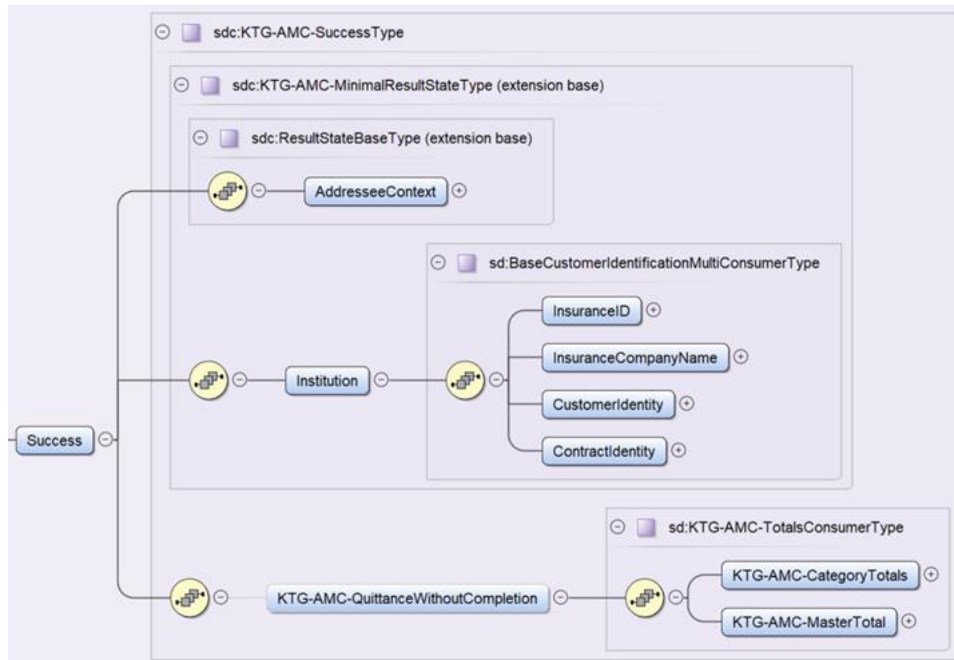 sdc:KTG-AMC-SuccessType
sdc:KTG-AMC-MinimalResultStateType (extension base)
sdc:ResultStateBaseType (extension base)
AddresseeContext
sd:BaseCustomerIdentificationMultiConsumerType
InsuranceID
InsuranceCompanyName
Institution
CustomerIdentity
ContractIdentity
Success
sd:KTG-AMC-TotalsConsumerType
KTG-AMC-CategoryTotals
KTG-AMC-QuittanceWithoutCompletion
KTG-AMC-MasterTotal